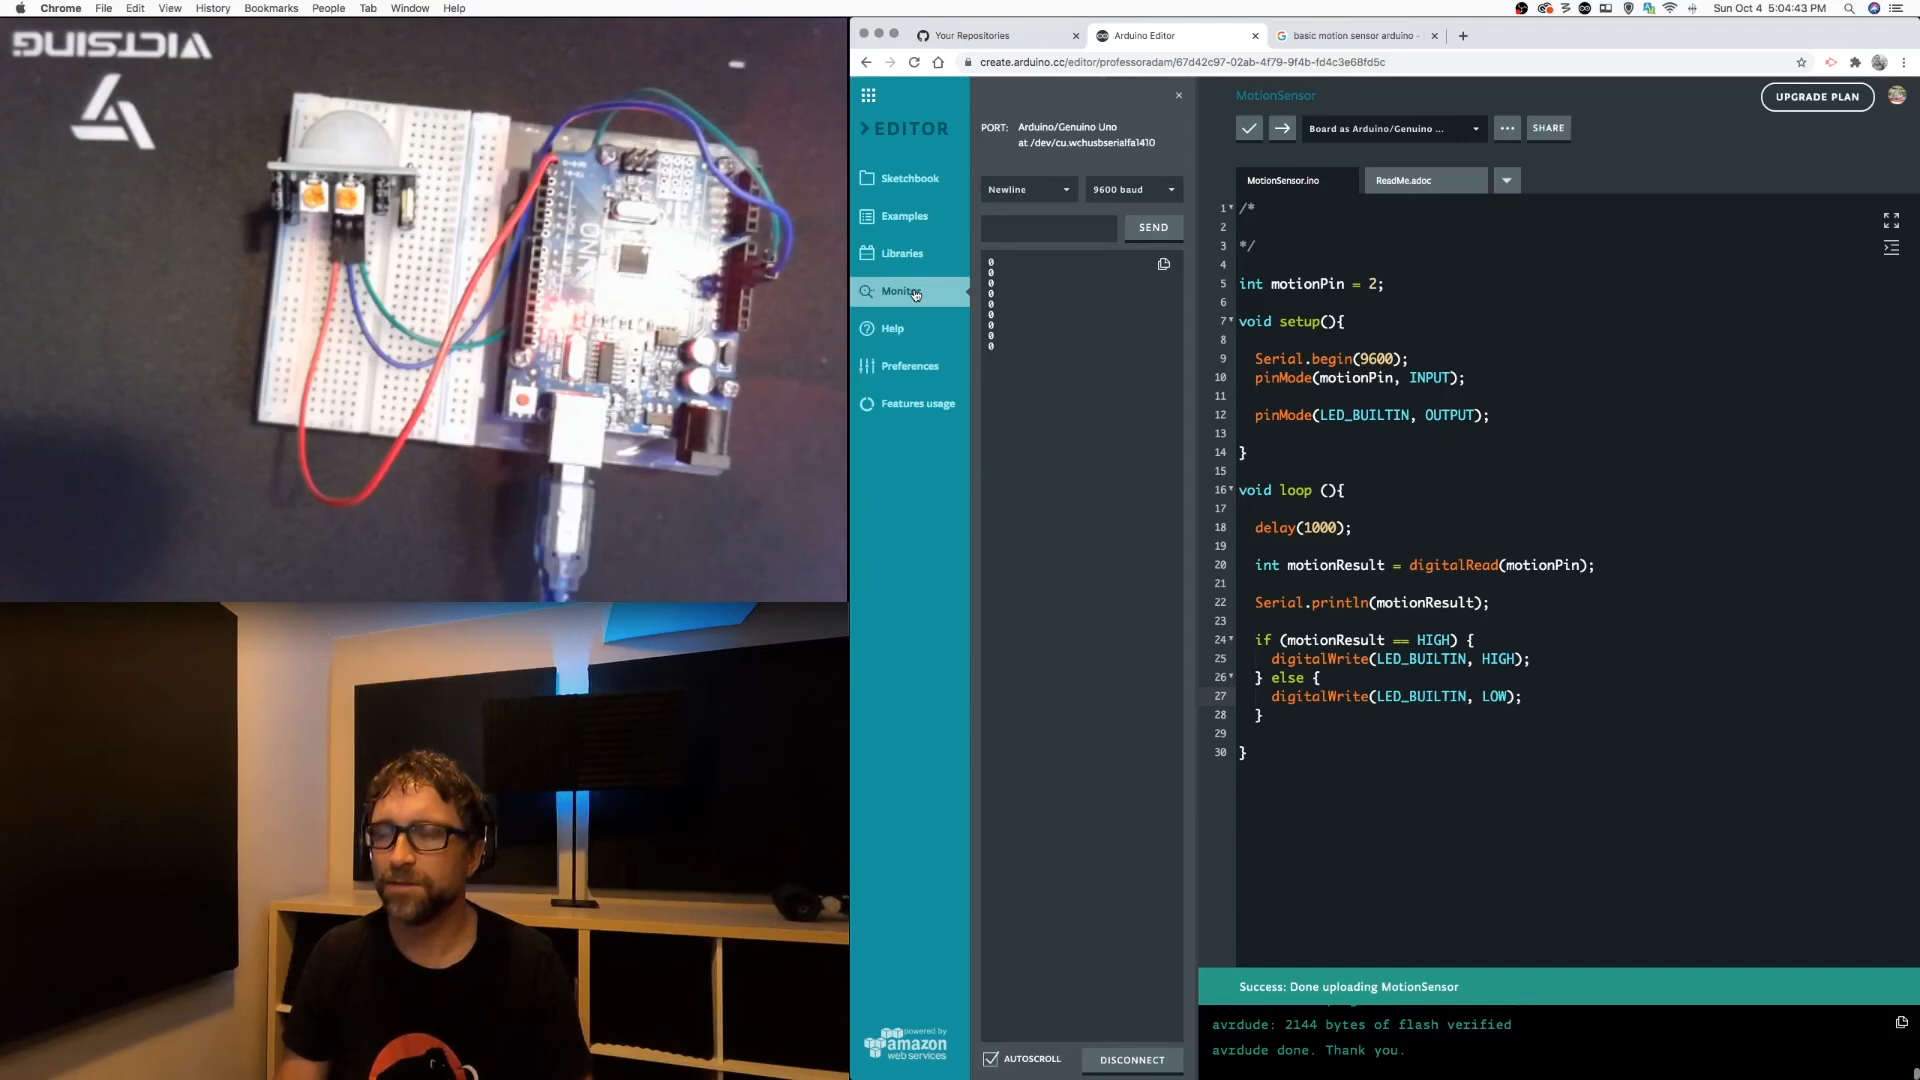 Chrome File Edit View History Bookmarks People Tab Window Help
Sun Oct 4 5:04:43 PM
VICTSING
UNO
Your Repositories
Arduino Editor
basic motion sensor arduino -
create.arduino.cc/editor/professoradam/67d42c97-02ab-4f79-9f4b-fd4c3e68fd5c
EDITOR
Sketchbook
Examples
Libraries
Monitor
Help
Preferences
Features usage
powered by
amazon
web services
PORT: Arduino/Genuino Uno
at /dev/cu.wchusbserialfa1410
Newline
9600 baud
SEND
0
0
0
0
0
0
0
0
0
AUTOSCROLL
DISCONNECT
MotionSensor
UPGRADE PLAN
Board as Arduino/Genuino ...
SHARE
MotionSensor.ino
ReadMe.adoc
1 /*
2
3 */
4
5 int motionPin = 2;
6
7 void setup(){
8
9 Serial.begin(9600);
10 pinMode(motionPin, INPUT);
11
12 pinMode(LED_BUILTIN, OUTPUT);
13
14 }
15
16 void loop (){
17
18 delay(1000);
19
20 int motionResult = digitalRead(motionPin);
21
22 Serial.println(motionResult);
23
24 if (motionResult == HIGH) {
25 digitalWrite(LED_BUILTIN, HIGH);
26 } else {
27 digitalWrite(LED_BUILTIN, LOW);
28 }
29
30 }
Success: Done uploading MotionSensor
avrdude: 2144 bytes of flash verified
avrdude done. Thank you.